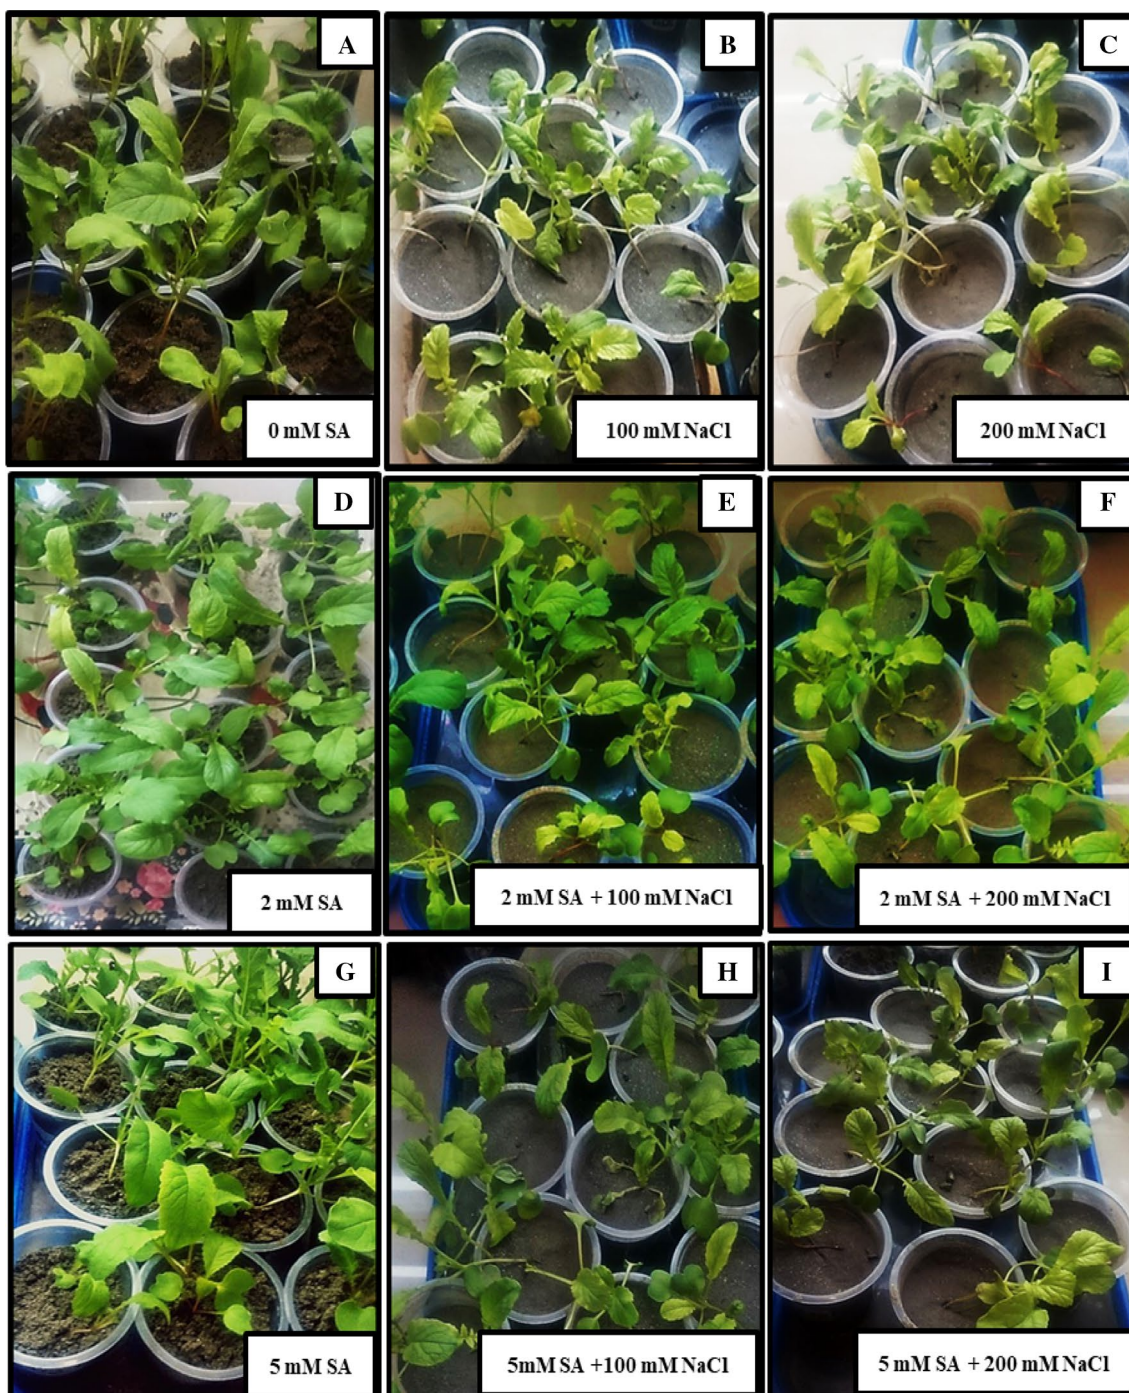 A
B
C
0 mM SA
100 mM NaCl
200 mM NaCl
D
E
F
2 mM SA
2 mM SA + 100 mM NaCl
2 mM SA + 200 mM NaCl
G
H
I
5 mM SA
5mM SA +100 mM NaCl
5 mM SA + 200 mM NaCl